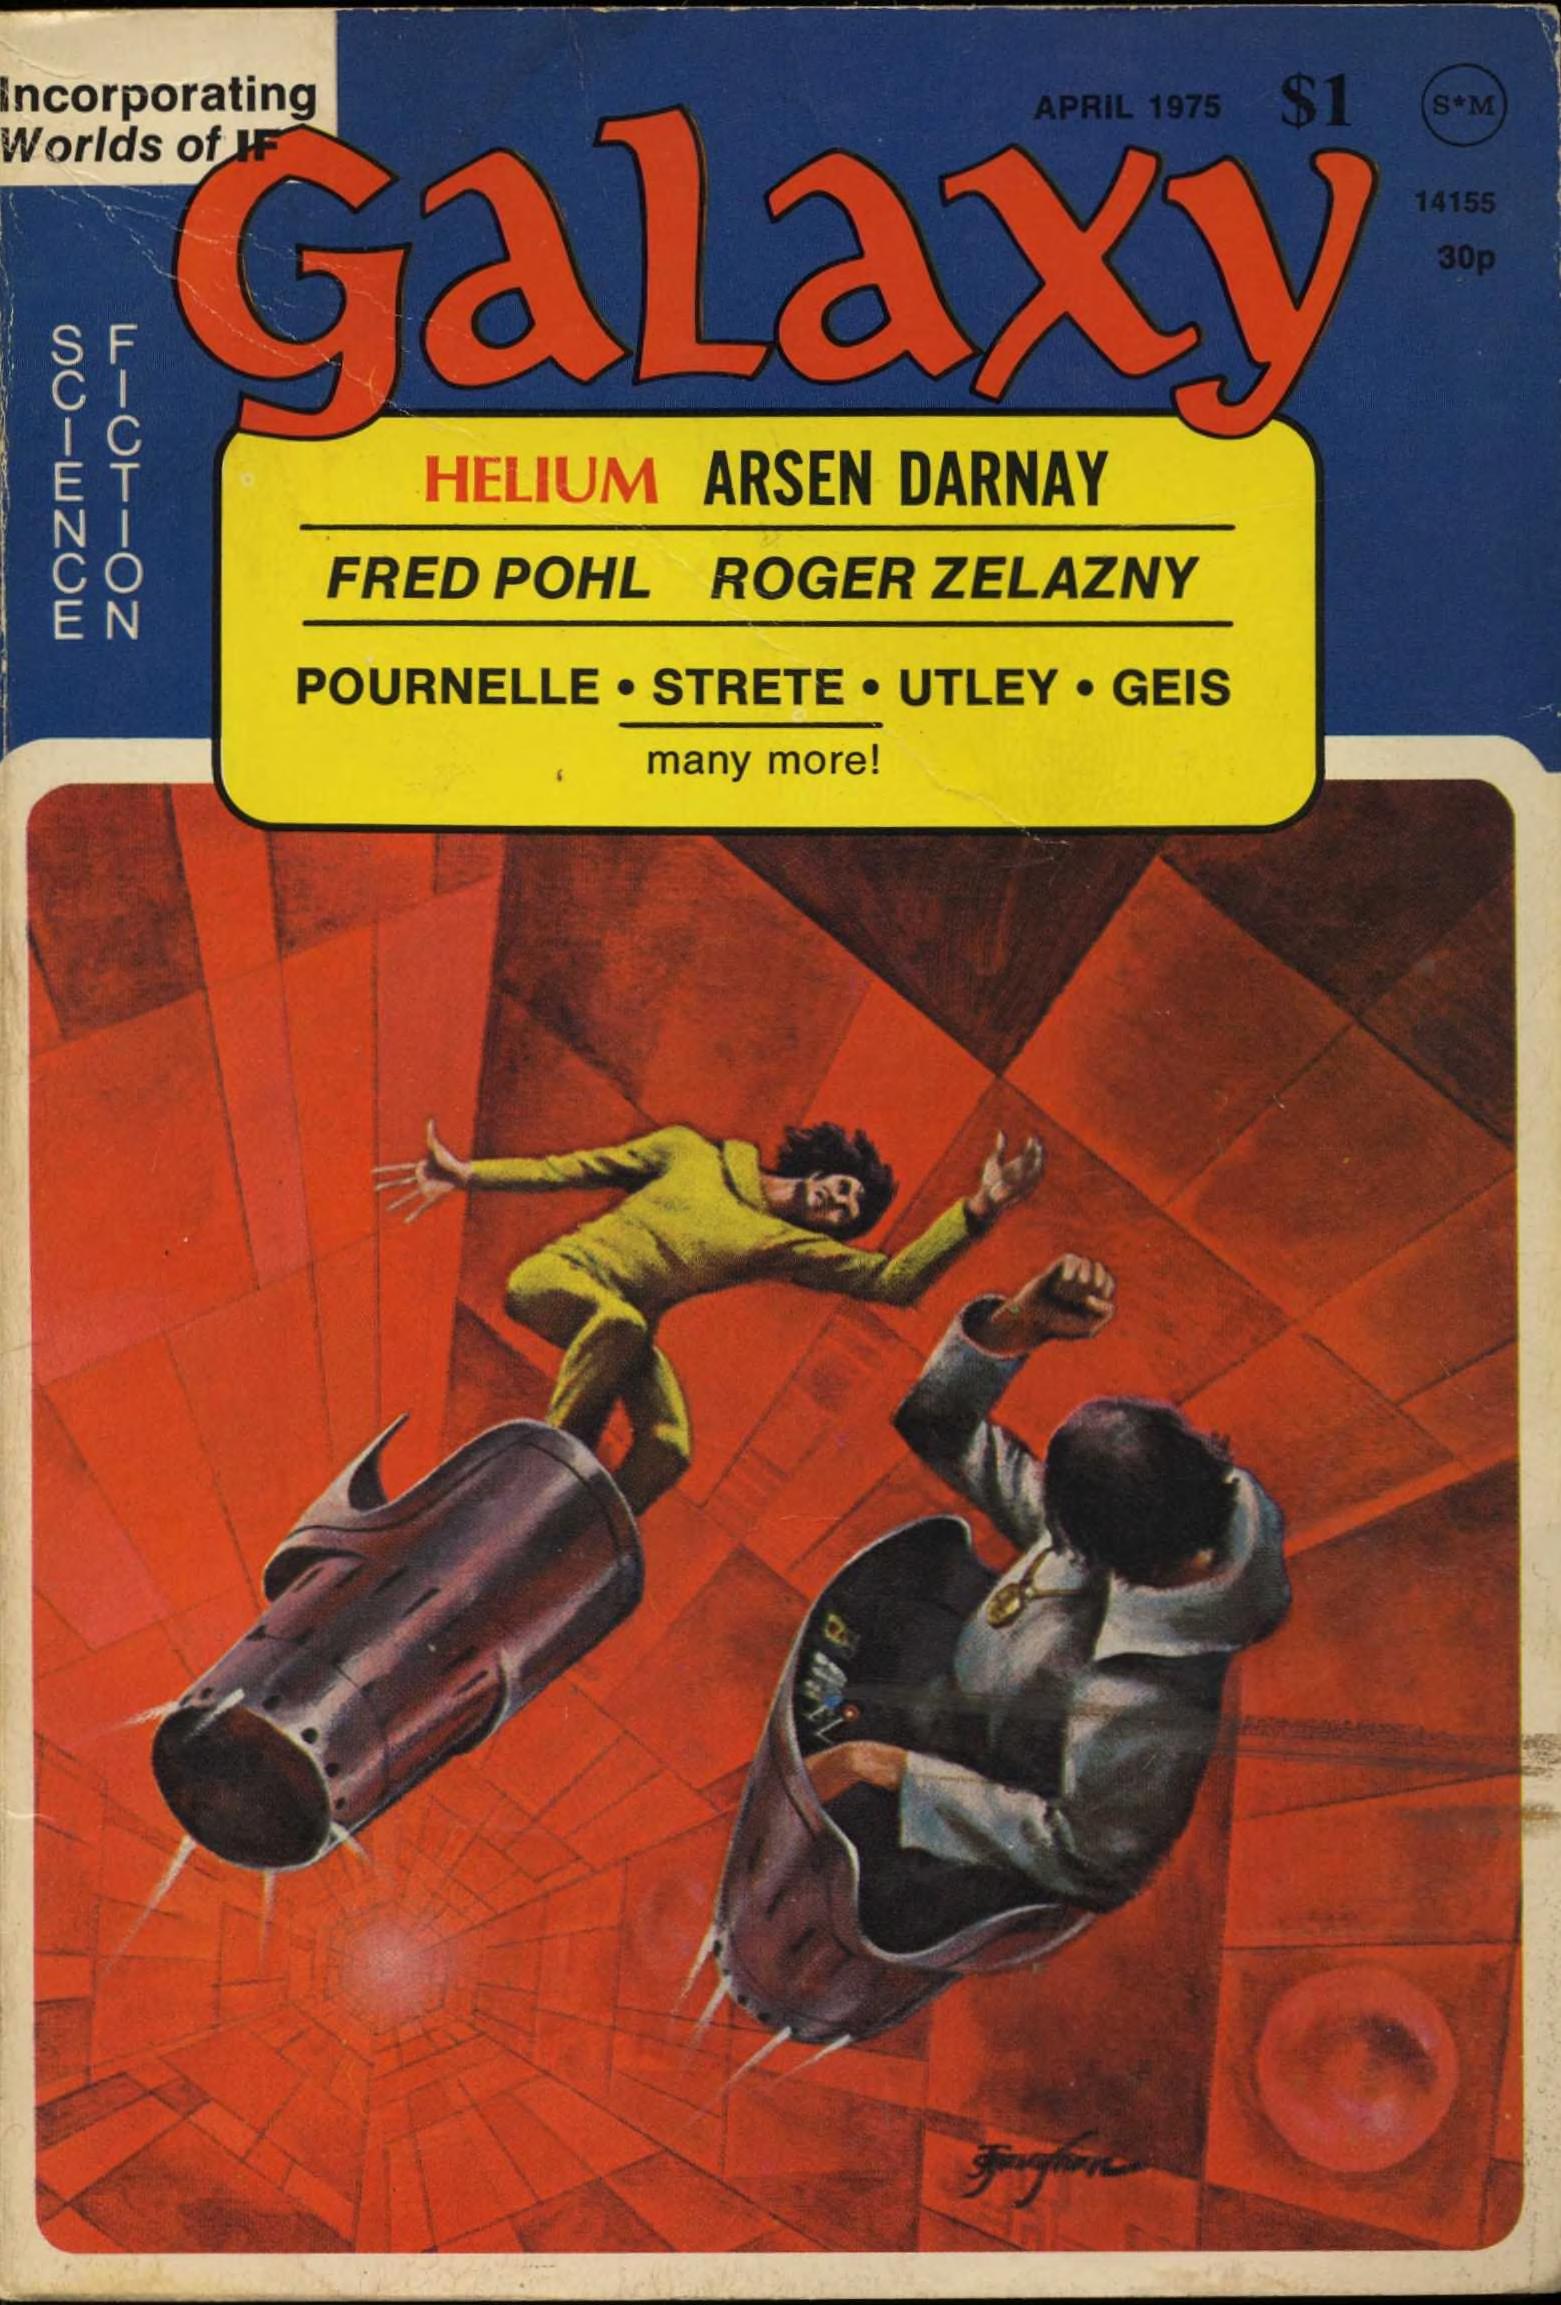 Incorporating
Worlds of IF
APRIL 1975 $1 S*M
Galaxy
14155
30p
SCIENCE
FICTION
HELIUM ARSEN DARNAY
FRED POHL ROGER ZELAZNY
POURNELLE • STRETE • UTLEY • GEIS
many more!